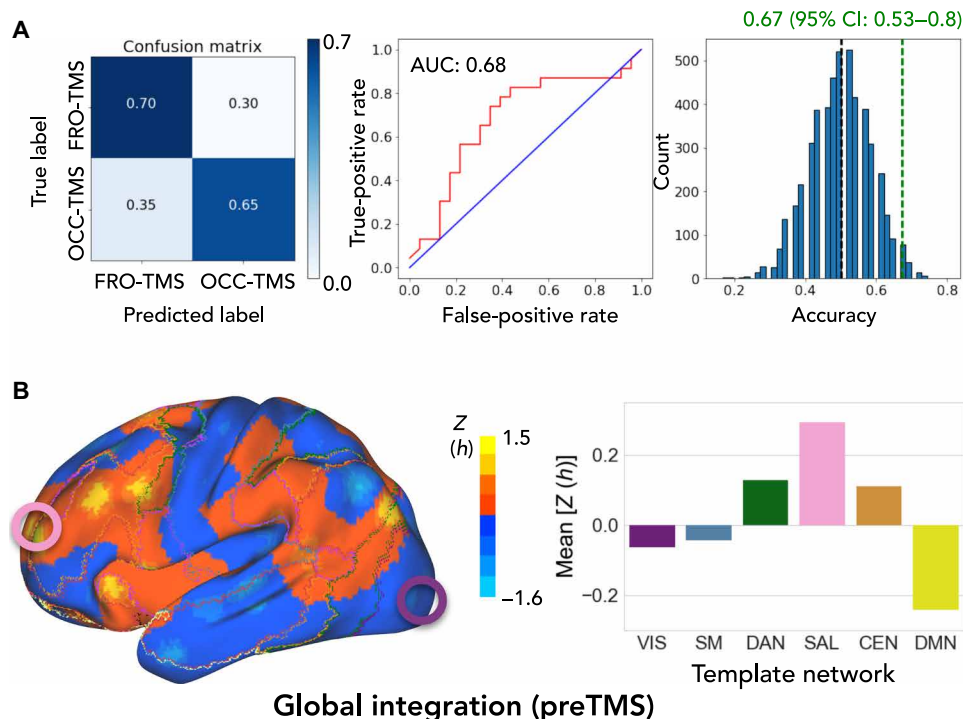 0.67 (95% CI: 0.53–0.8)
A
Confusion matrix
True label
FRO-TMS
OCC-TMS
0.70
0.30
0.35
0.65
FRO-TMS
OCC-TMS
Predicted label
0.7
0.0
AUC: 0.68
True-positive rate
1.0
0.8
0.6
0.4
0.2
0.0
0.0
0.2
0.4
0.6
0.8
1.0
False-positive rate
Count
500
400
300
200
100
0
0.2
0.4
0.6
0.8
Accuracy
B
Z
(h)
1.5
−1.6
Mean [Z (h)]
0.2
0.0
−0.2
VIS
SM
DAN
SAL
CEN
DMN
Template network
Global integration (preTMS)